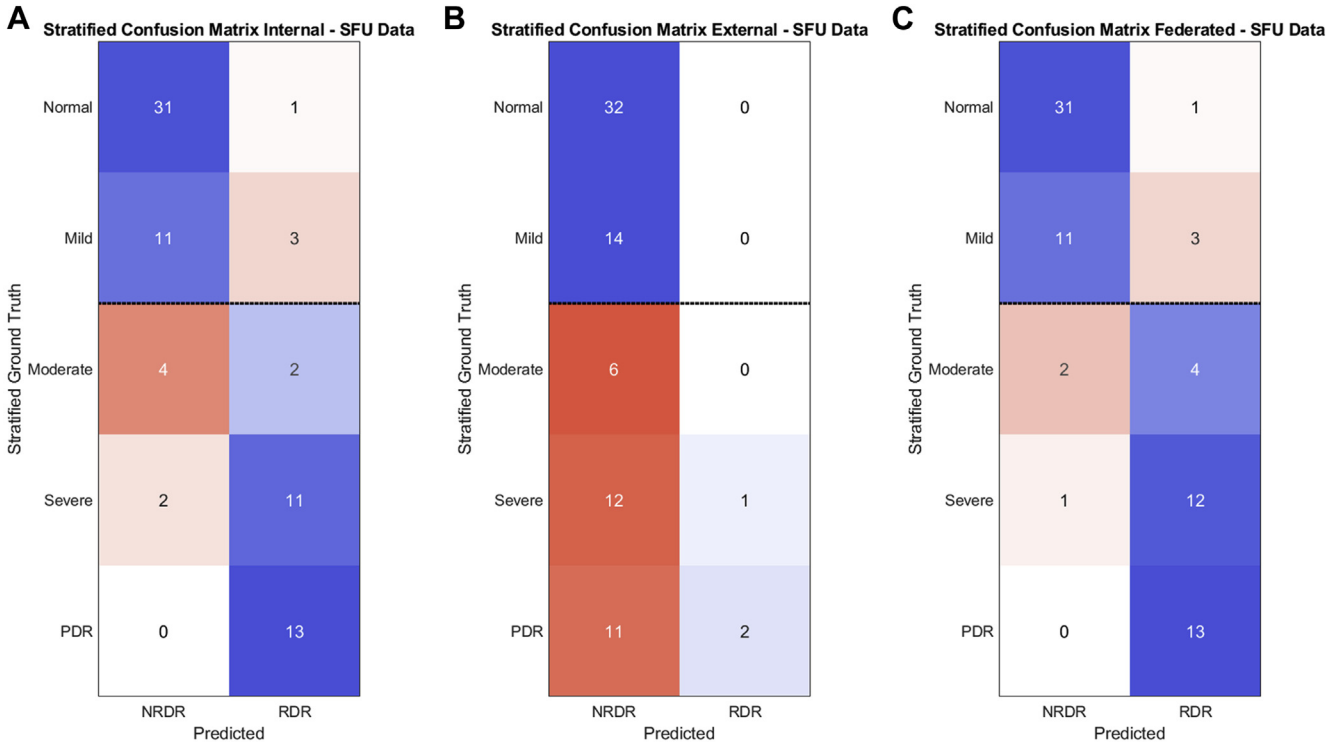 A
Stratified Confusion Matrix Internal - SFU Data
Normal 31 1
Mild 11 3
Moderate 4 2
Severe 2 11
PDR 0 13
NRDR RDR
Predicted
Stratified Ground Truth
B
Stratified Confusion Matrix External - SFU Data
Normal 32 0
Mild 14 0
Moderate 6 0
Severe 12 1
PDR 11 2
NRDR RDR
Predicted
Stratified Ground Truth
C
Stratified Confusion Matrix Federated - SFU Data
Normal 31 1
Mild 11 3
Moderate 2 4
Severe 1 12
PDR 0 13
NRDR RDR
Predicted
Stratified Ground Truth